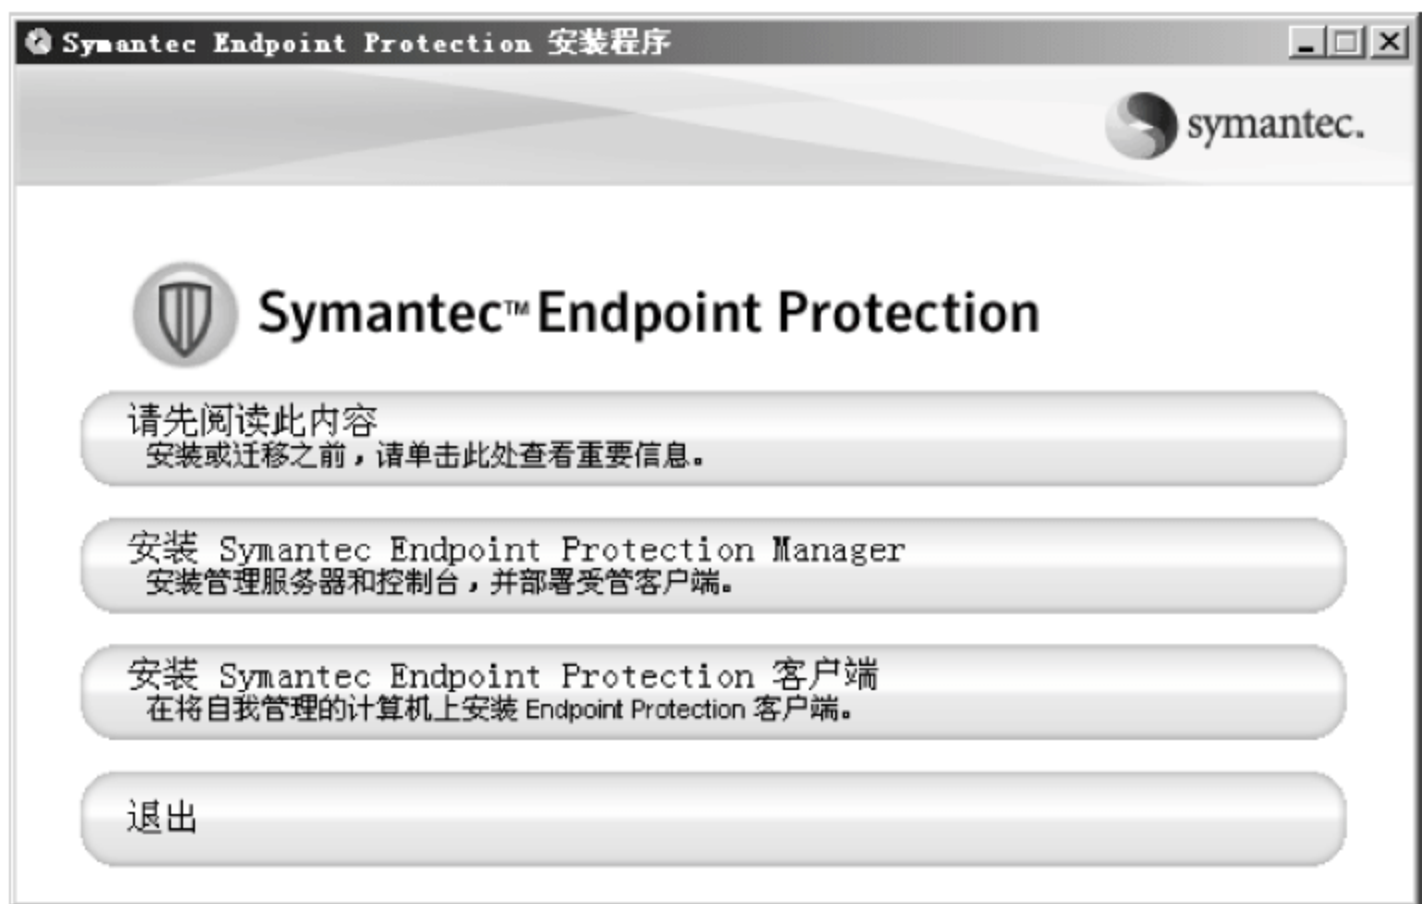 Symantec Endpoint Protection 安装程序
symantec.
Symantec™ Endpoint Protection
请先阅读此内容
安装或迁移之前，请单击此处查看重要信息。
安装 Symantec Endpoint Protection Manager
安装管理服务器和控制台，并部署受管客户端。
安装 Symantec Endpoint Protection 客户端
在将自我管理的计算机上安装 Endpoint Protection 客户端。
退出